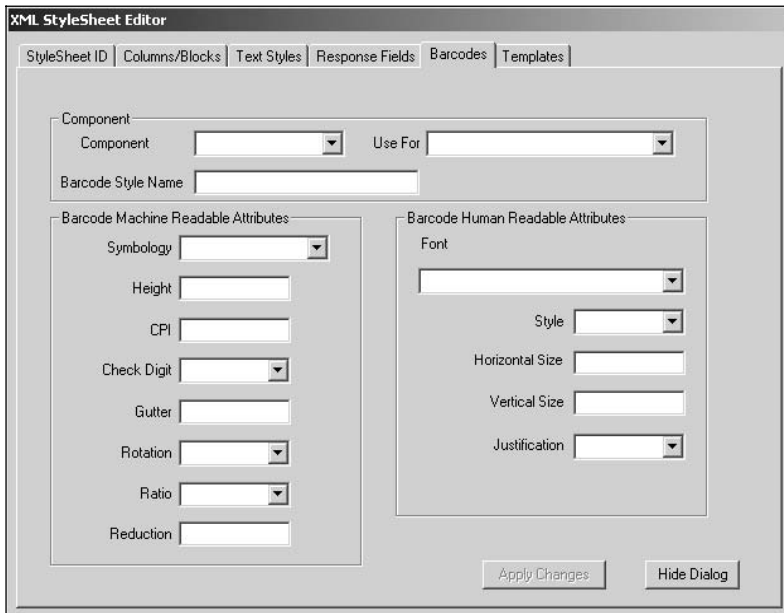 XML StyleSheet Editor
StyleSheet ID Columns/Blocks Text Styles Response Fields Barcodes Templates
Component
Component Use For
Barcode Style Name
Barcode Machine Readable Attributes
Symbology
Height
CPI
Check Digit
Gutter
Rotation
Ratio
Reduction
Barcode Human Readable Attributes
Font
Style
Horizontal Size
Vertical Size
Justification
Apply Changes Hide Dialog